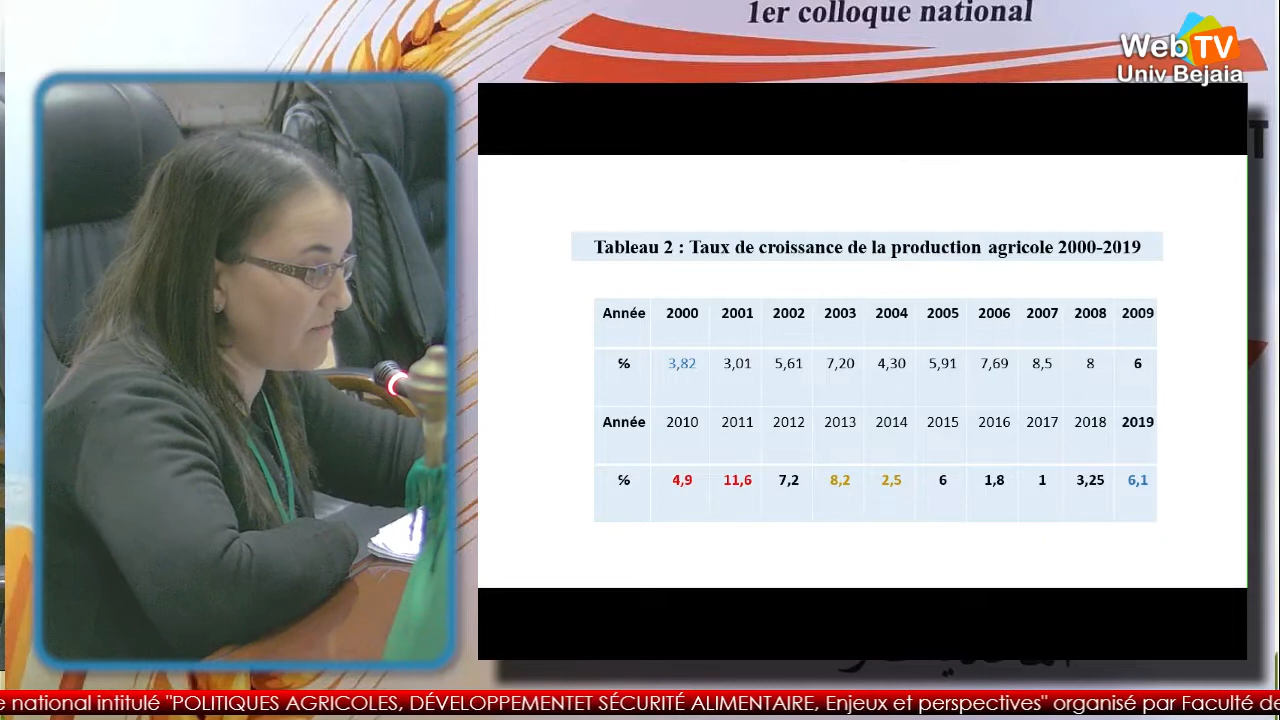 1er colloque national
WebTV
Univ Bejaia
Tableau 2 : Taux de croissance de la production agricole 2000-2019
Année 2000 2001 2002 2003 2004 2005 2006 2007 2008 2009
% 3,82 3,01 5,61 7,20 4,30 5,91 7,69 8,5 8 6
Année 2010 2011 2012 2013 2014 2015 2016 2017 2018 2019
% 4,9 11,6 7,2 8,2 2,5 6 1,8 1 3,25 6,1
e national intitulé "POLITIQUES AGRICOLES, DÉVELOPPEMENTET SÉCURITÉ ALIMENTAIRE, Enjeux et perspectives" organisé par Faculté de